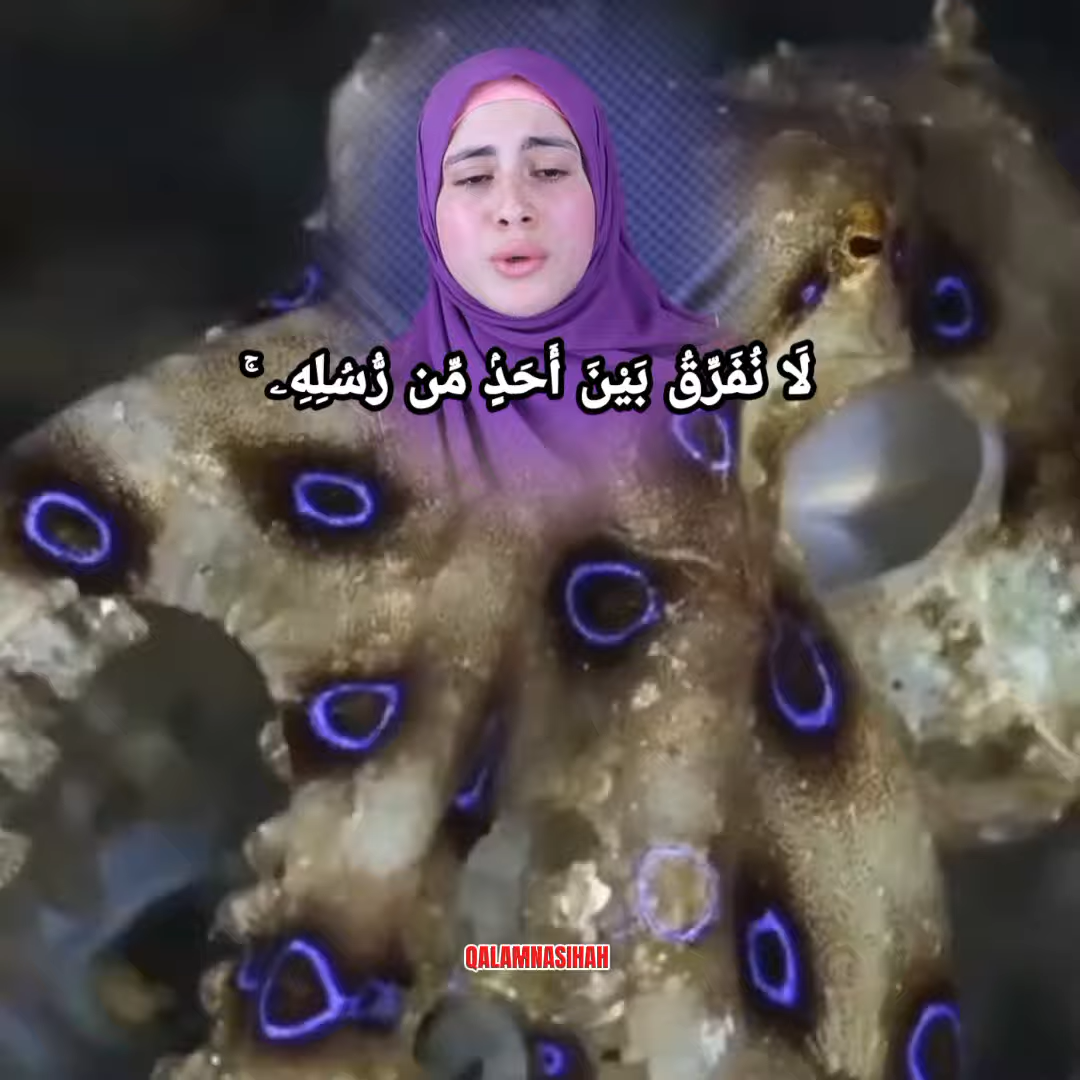 لَا نُفَرِّقُ بَيْنَ أَحَدٍۢ مِّن رُّسُلِهِۦ ۚ
QALAMNASIHAH